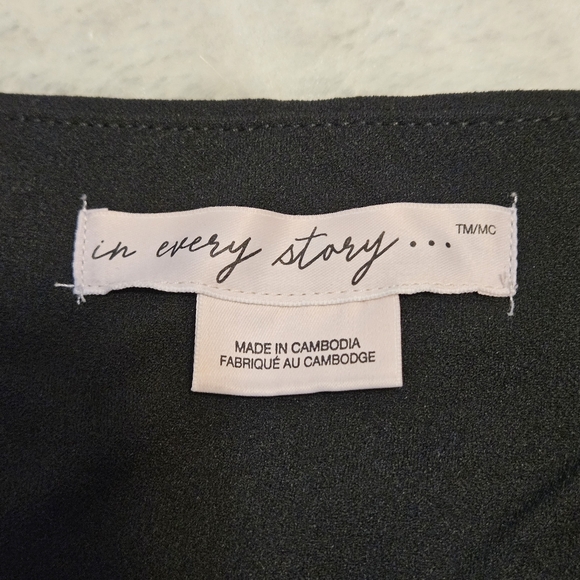 in every story... TM/MC
MADE IN CAMBODIA
FABRIQUÉ AU CAMBODGE